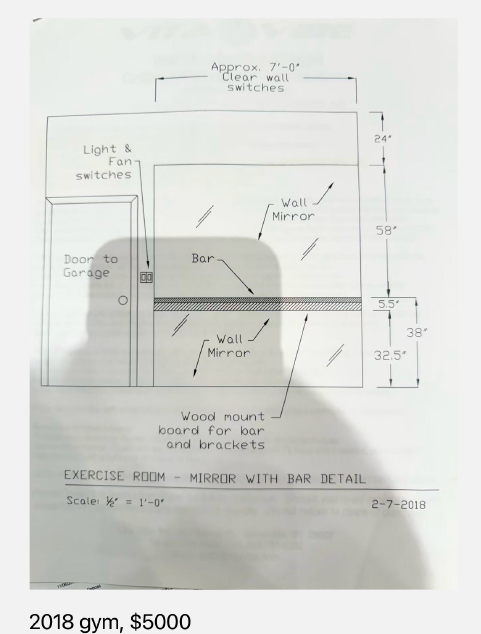 Approx. 7'-0"
Clear wall
switches
24"
Light &
Fan
switches
Wall
Mirror
58"
Door to
Garage
Bar
5.5"
38"
Wall
Mirror
32.5"
Wood mount
board for bar
and brackets
EXERCISE ROOM - MIRROR WITH BAR DETAIL
Scale: ½" = 1'-0"
2-7-2018
2018 gym, $5000